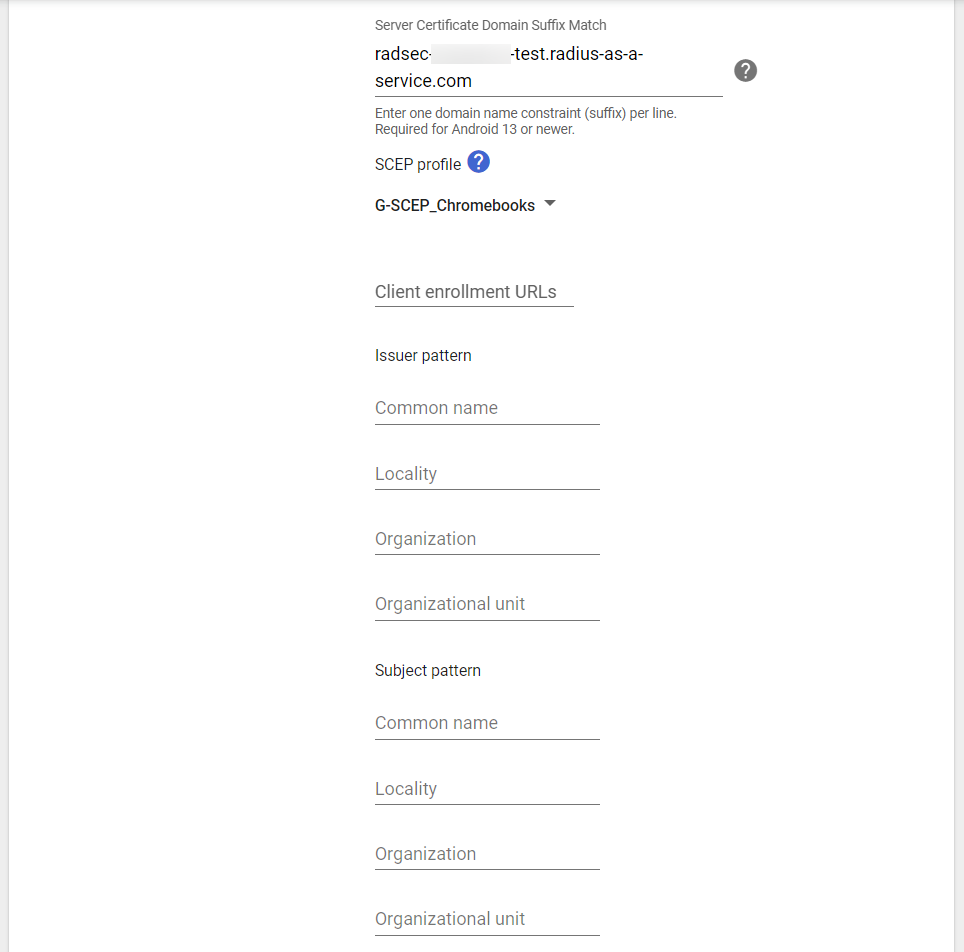 Server Certificate Domain Suffix Match
radsec- -test.radius-as-a-
service.com
?
Enter one domain name constraint (suffix) per line.
Required for Android 13 or newer.
SCEP profile ?
G-SCEP_Chromebooks
Client enrollment URLs
Issuer pattern
Common name
Locality
Organization
Organizational unit
Subject pattern
Common name
Locality
Organization
Organizational unit